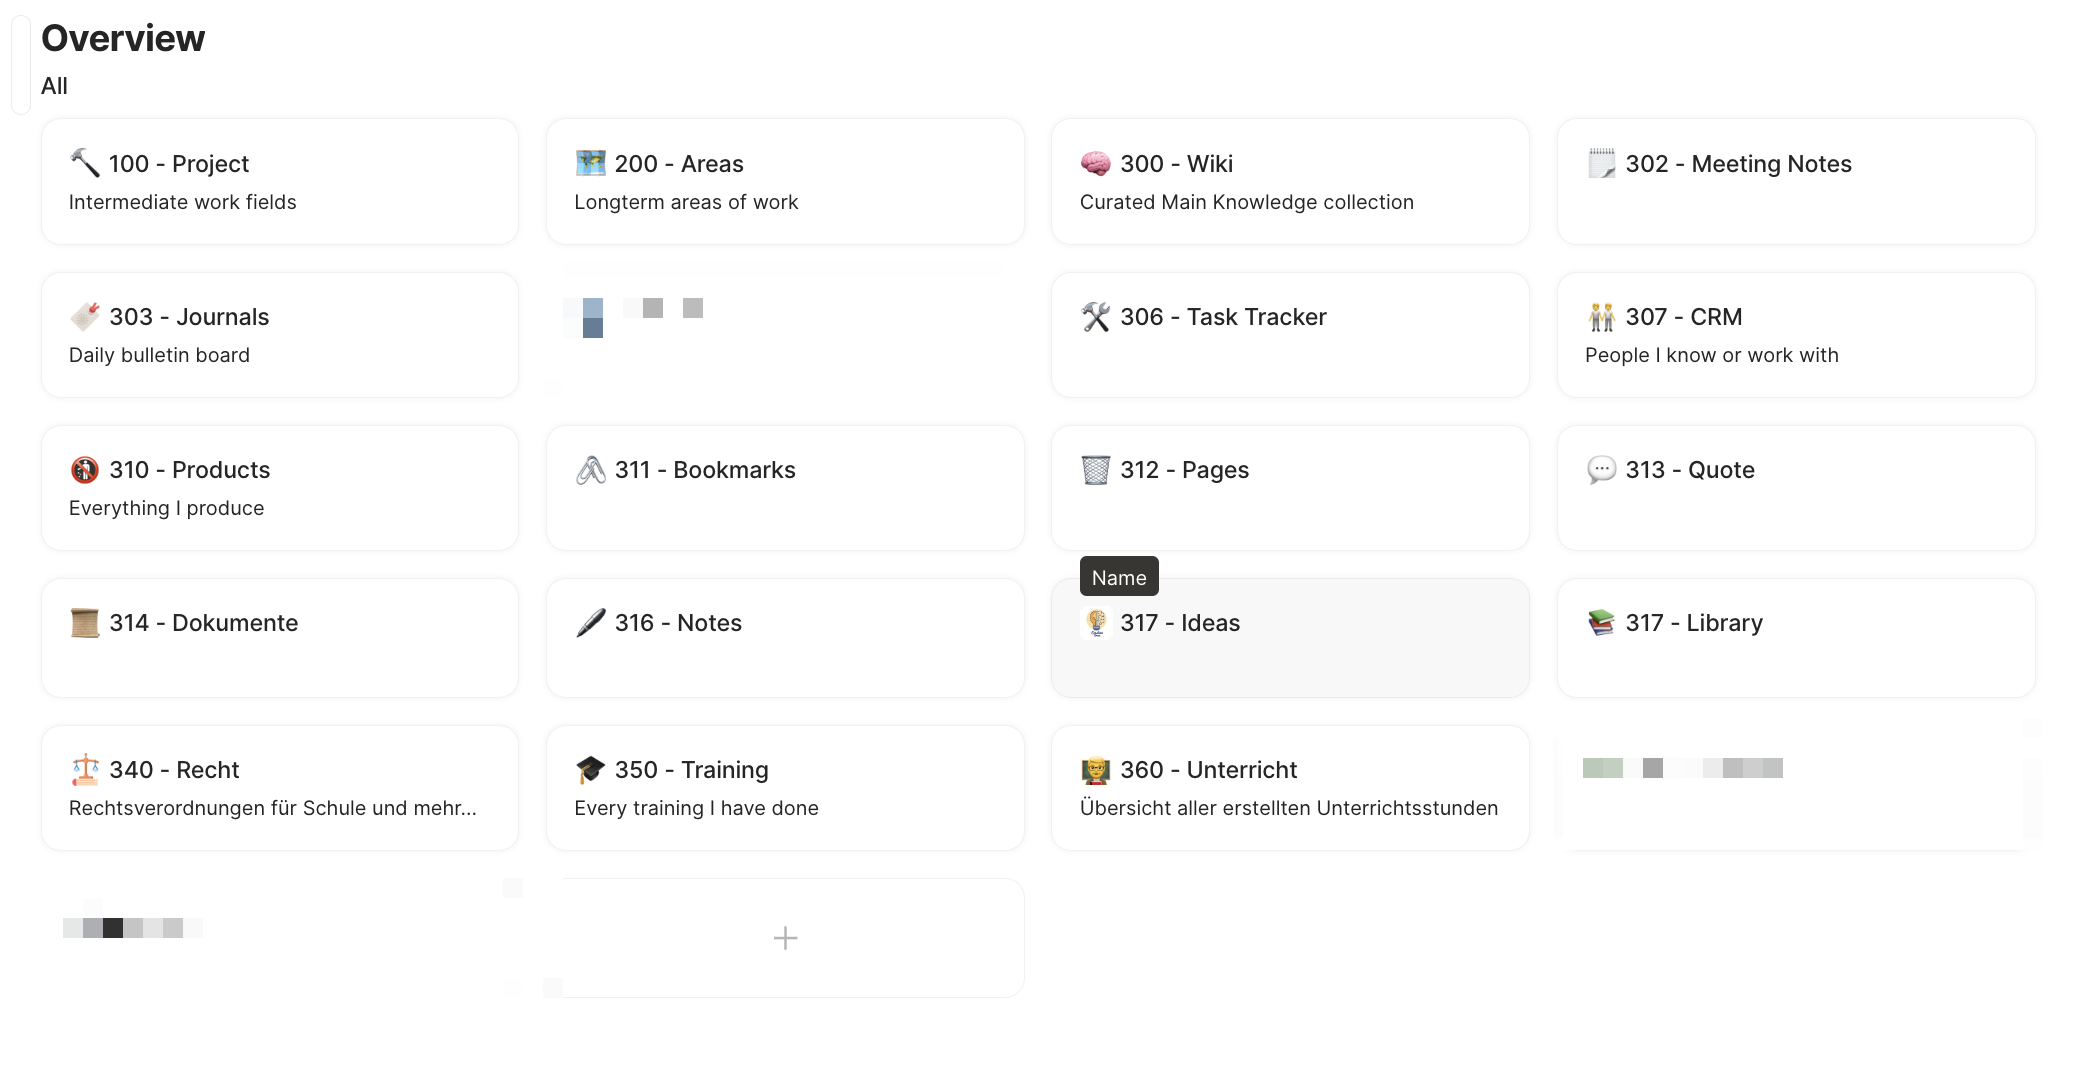 Overview
All
100 - Project
Intermediate work fields
200 - Areas
Longterm areas of work
300 - Wiki
Curated Main Knowledge collection
302 - Meeting Notes
303 - Journals
Daily bulletin board
306 - Task Tracker
307 - CRM
People I know or work with
310 - Products
Everything I produce
311 - Bookmarks
312 - Pages
313 - Quote
314 - Dokumente
316 - Notes
Name
317 - Ideas
317 - Library
340 - Recht
Rechtsverordnungen für Schule und mehr...
350 - Training
Every training I have done
360 - Unterricht
Übersicht aller erstellten Unterrichtsstunden